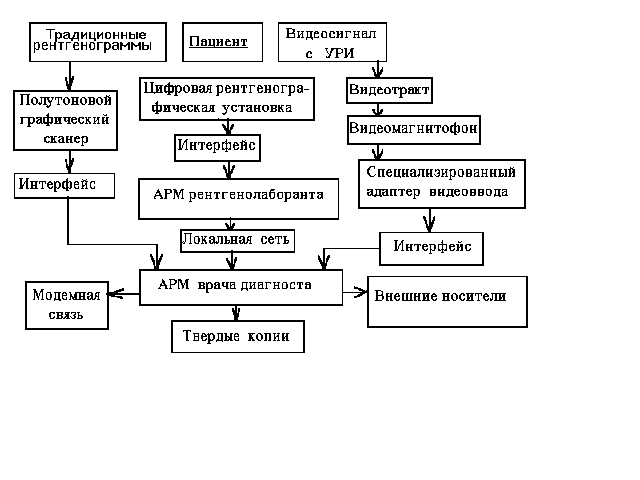 Традиционные
рентгенограммы
Пациент
Видеосигнал
с УРИ
Полутоновой
графический
сканер
Цифровая рентгеногра-
фическая установка
Видеотракт
Видеомагнитофон
Интерфейс
Интерфейс
АРМ рентгенолаборанта
Специализированный
адаптер видеоввода
Локальная сеть
Интерфейс
АРМ врача диагноста
Модемная
связь
Внешние носители
Твердые копии